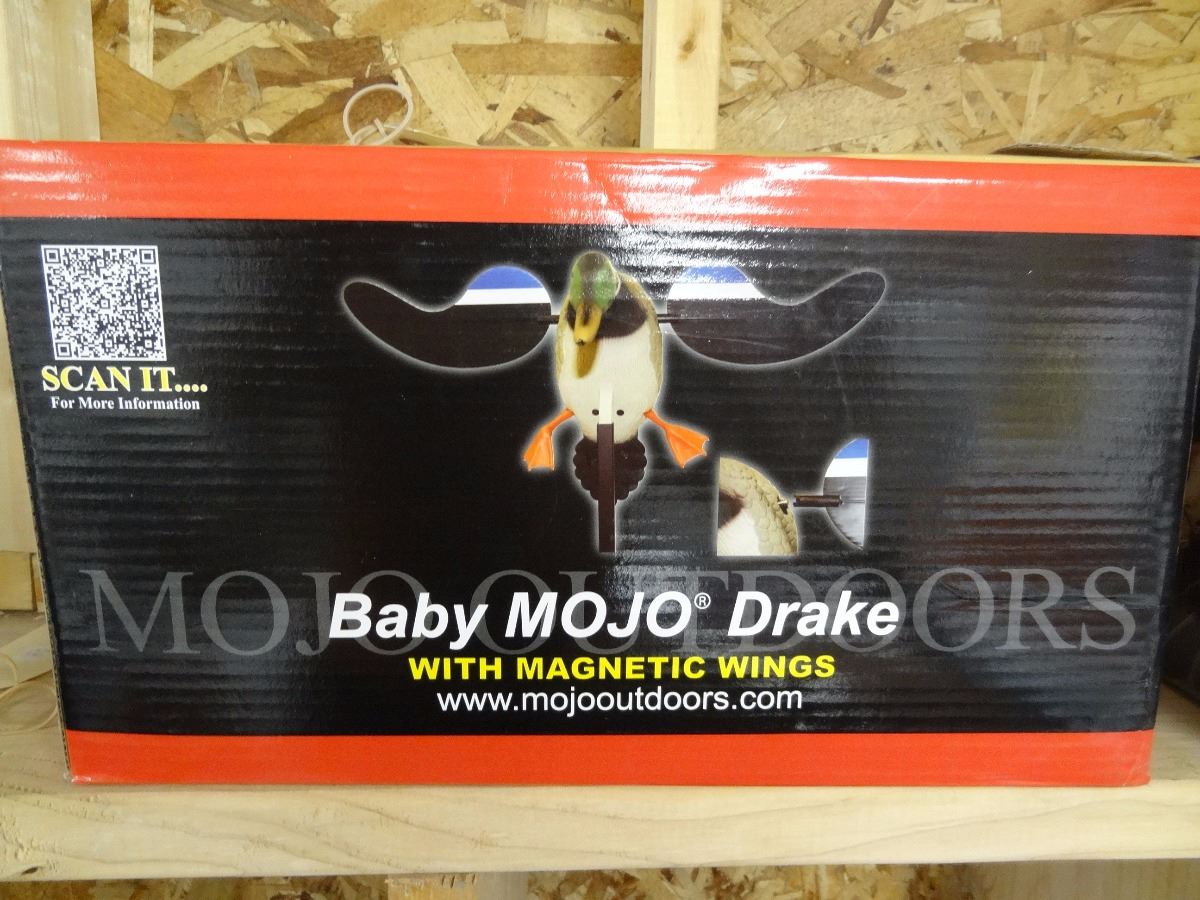 SCAN IT....
For More Information
MOJO OUTDOORS
Baby MOJO® Drake
WITH MAGNETIC WINGS
www.mojooutdoors.com